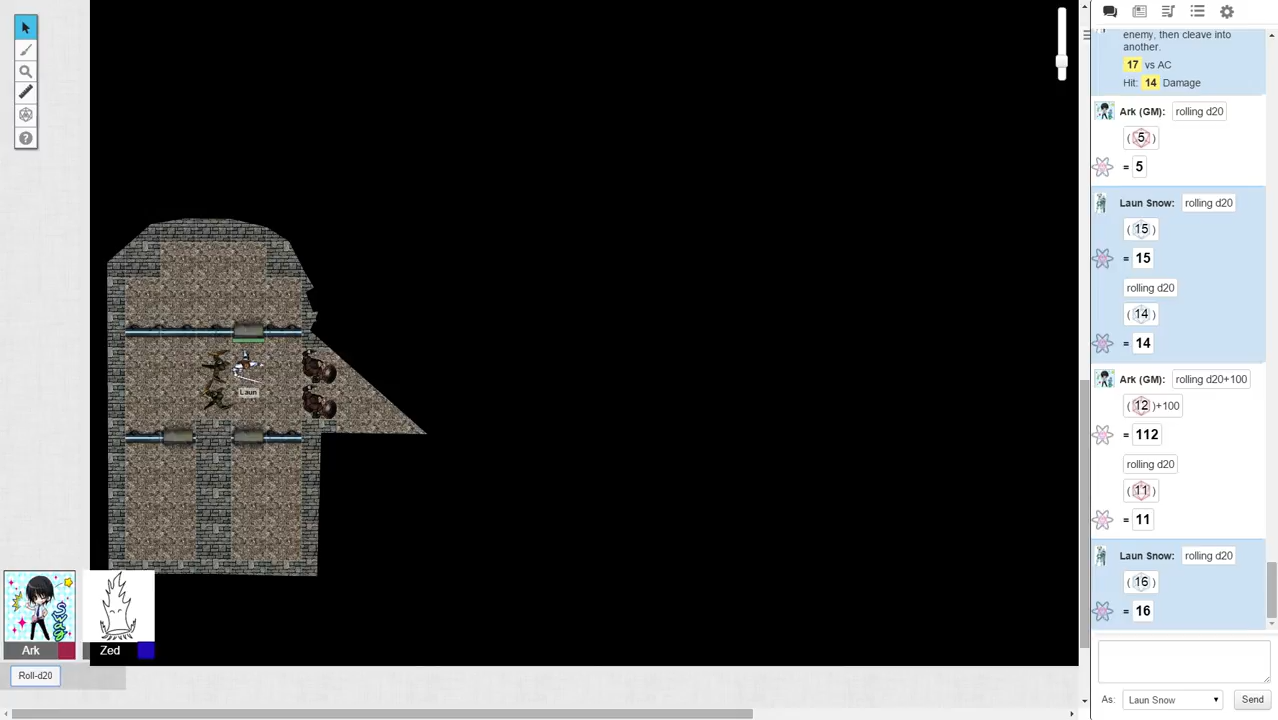 enemy, then cleave into
another.
17 vs AC
Hit: 14 Damage
Ark (GM): rolling d20
(5)
= 5
Laun Snow: rolling d20
(15)
= 15
rolling d20
(14)
= 14
Ark (GM): rolling d20+100
(12)+100
= 112
rolling d20
(11)
= 11
Laun Snow: rolling d20
(16)
= 16
Laun
Ark
Zed
Roll-d20
As: Laun Snow
Send